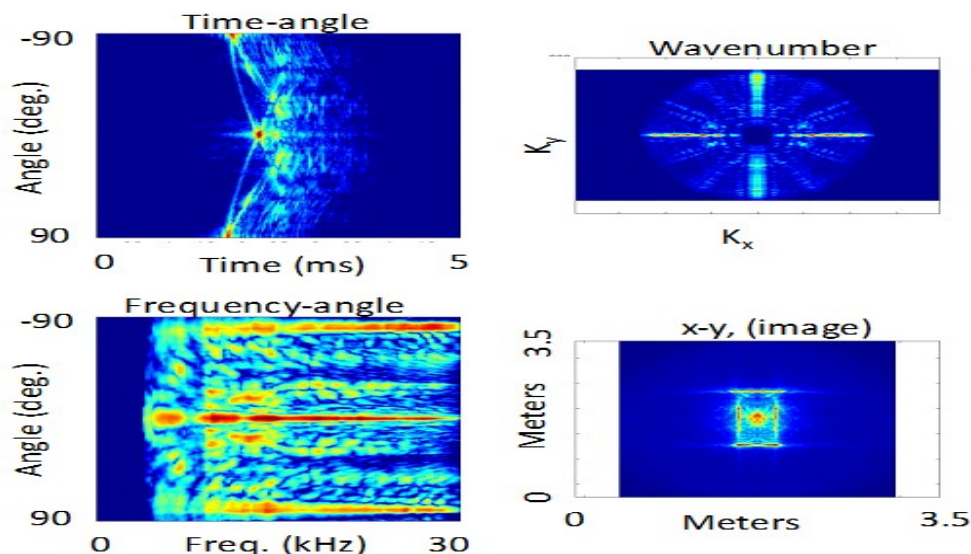 Time-angle
-90
Angle (deg.)
90
0
Time (ms)
5
Wavenumber
Ky
Kx
Frequency-angle
-90
Angle (deg.)
90
0
Freq. (kHz)
30
x-y, (image)
3.5
Meters
0
0
Meters
3.5